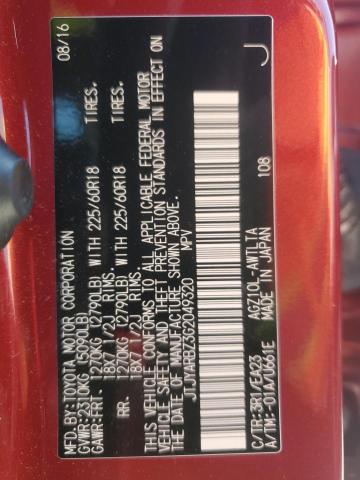 MFD.BY:TOYOTA MOTOR CORPORATION 08/16
GVWR:2310KG (5090LB)
GAWR:FRT. 1270KG (2790LB) WITH 225/60R18 TIRES,
18X7 1/2J RIMS.
RR. 1270KG (2790LB) WITH 225/60R18 TIRES,
18X7 1/2J RIMS.
THIS VEHICLE CONFORMS TO ALL APPLICABLE FEDERAL MOTOR
VEHICLE SAFETY AND THEFT PREVENTION STANDARDS IN EFFECT ON
THE DATE OF MANUFACTURE SHOWN ABOVE.
JTJYARBZ3G2049320 MPV
J
AGZ10L-AWTLTA
C/TR:3R1/EC23 MADE IN JAPAN 108
A/TM:-01A/U661E